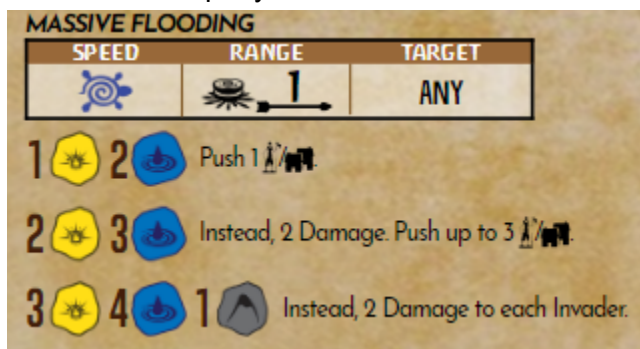 MASSIVE FLOODING
SPEED RANGE TARGET
1 ANY
1 2 Push 1 / .
2 3 Instead, 2 Damage. Push up to 3 / .
3 4 1 Instead, 2 Damage to each Invader.